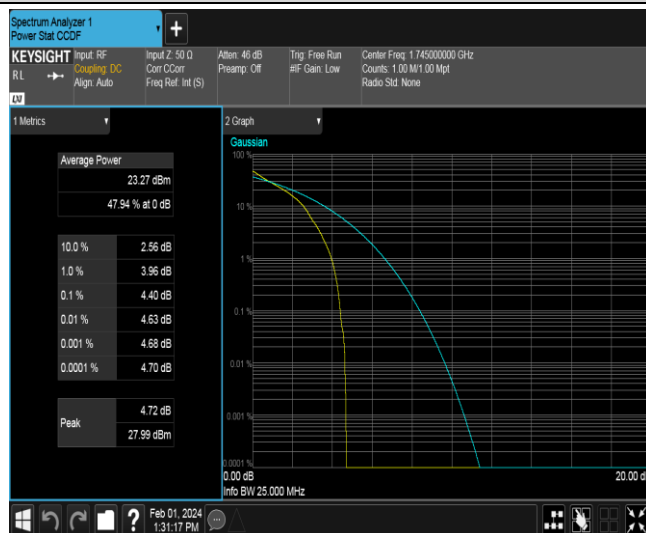 Spectrum Analyzer 1
Power Stat CCDF
+
KEYSIGHT
RL
LXI
Input: RF
Coupling: DC
Align: Auto
Input Z: 50 Ω
Corr CCorr
Freq Ref: Int (S)
Atten: 46 dB
Preamp: Off
Trig: Free Run
#IF Gain: Low
Center Freq: 1.745000000 GHz
Counts: 1.00 M/1.00 Mpt
Radio Std: None
1 Metrics
Average Power
23.27 dBm
47.94 % at 0 dB
10.0 % 2.56 dB
1.0 % 3.96 dB
0.1 % 4.40 dB
0.01 % 4.63 dB
0.001 % 4.68 dB
0.0001 % 4.70 dB
Peak
4.72 dB
27.99 dBm
2 Graph
Gaussian
100 %
10 %
1 %
0.1 %
0.01 %
0.001 %
0.0001 %
0.00 dB
20.00 d
Info BW 25.000 MHz
?
Feb 01, 2024
1:31:17 PM